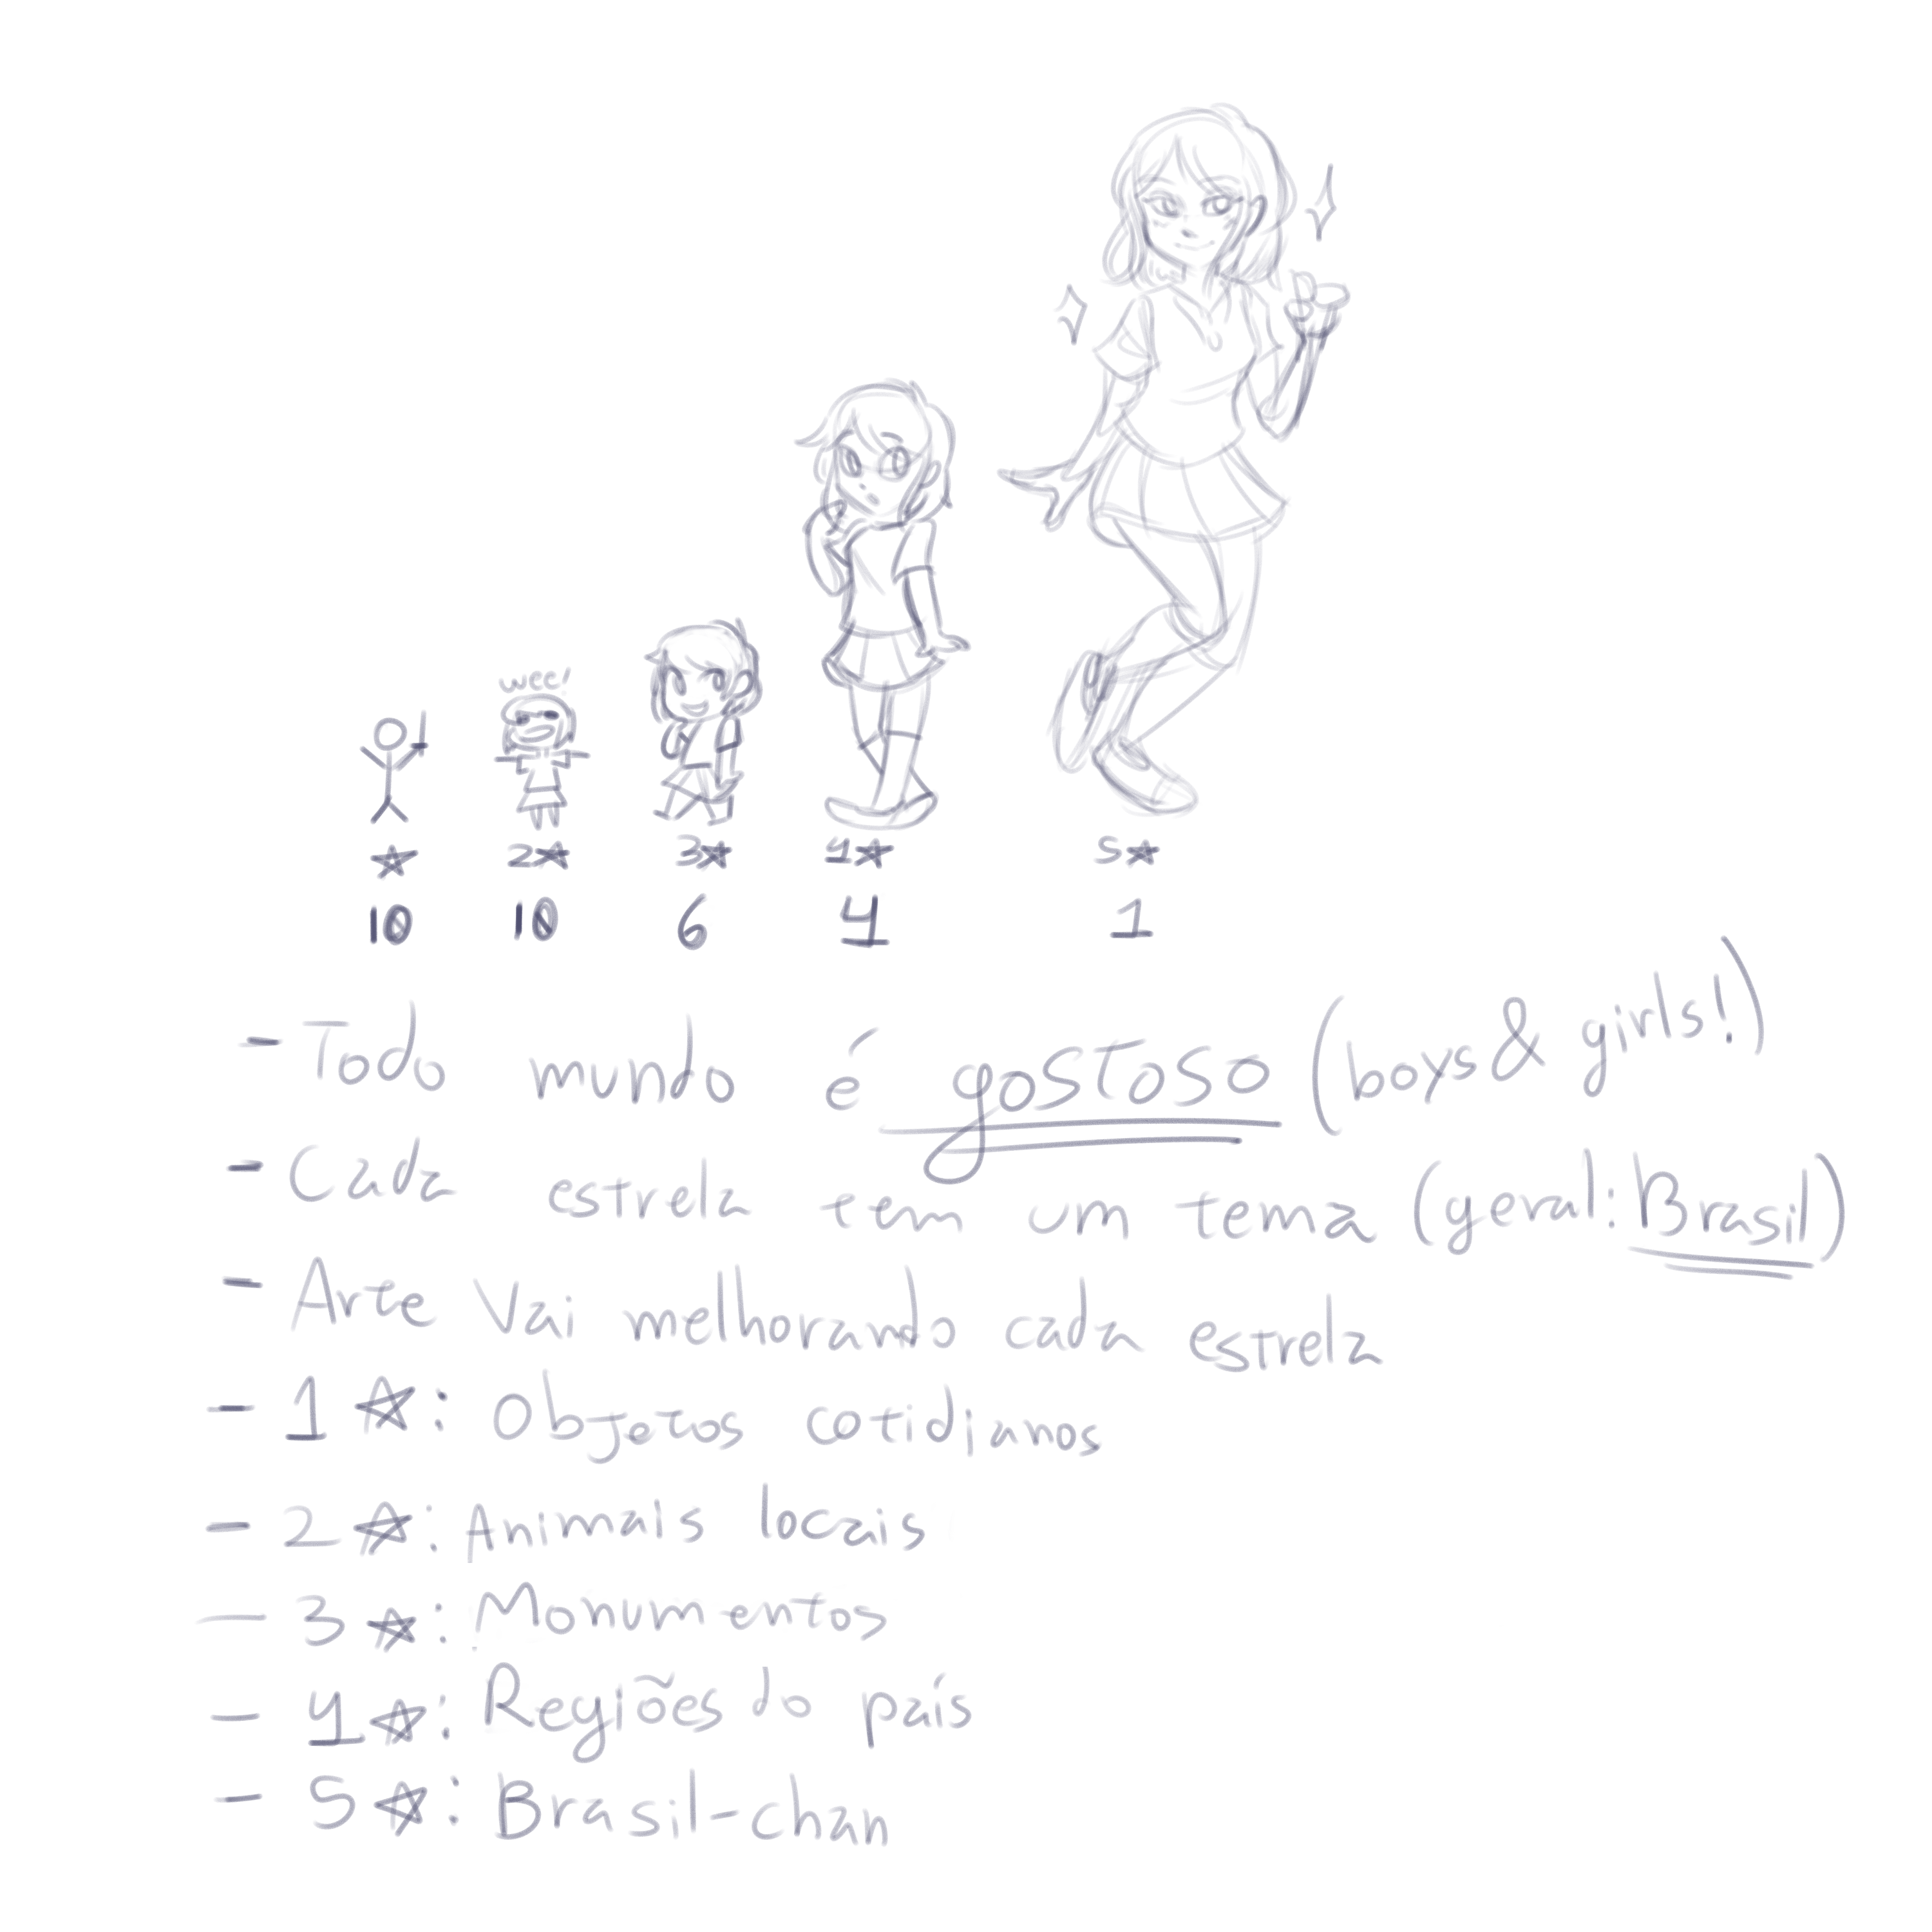 wee!
★ 2★ 3★ 4★ 5★
10 10 6 4 1
- Todo mundo é gostoso (boys & girls!)
- Cada estrela tem um tema (geral: Brasil)
- Arte vai melhorando cada estrela
- 1★: Objetos cotidianos
- 2★: Animais locais
- 3★: Monumentos
- 4★: Regiões do país
- 5★: Brasil-chan